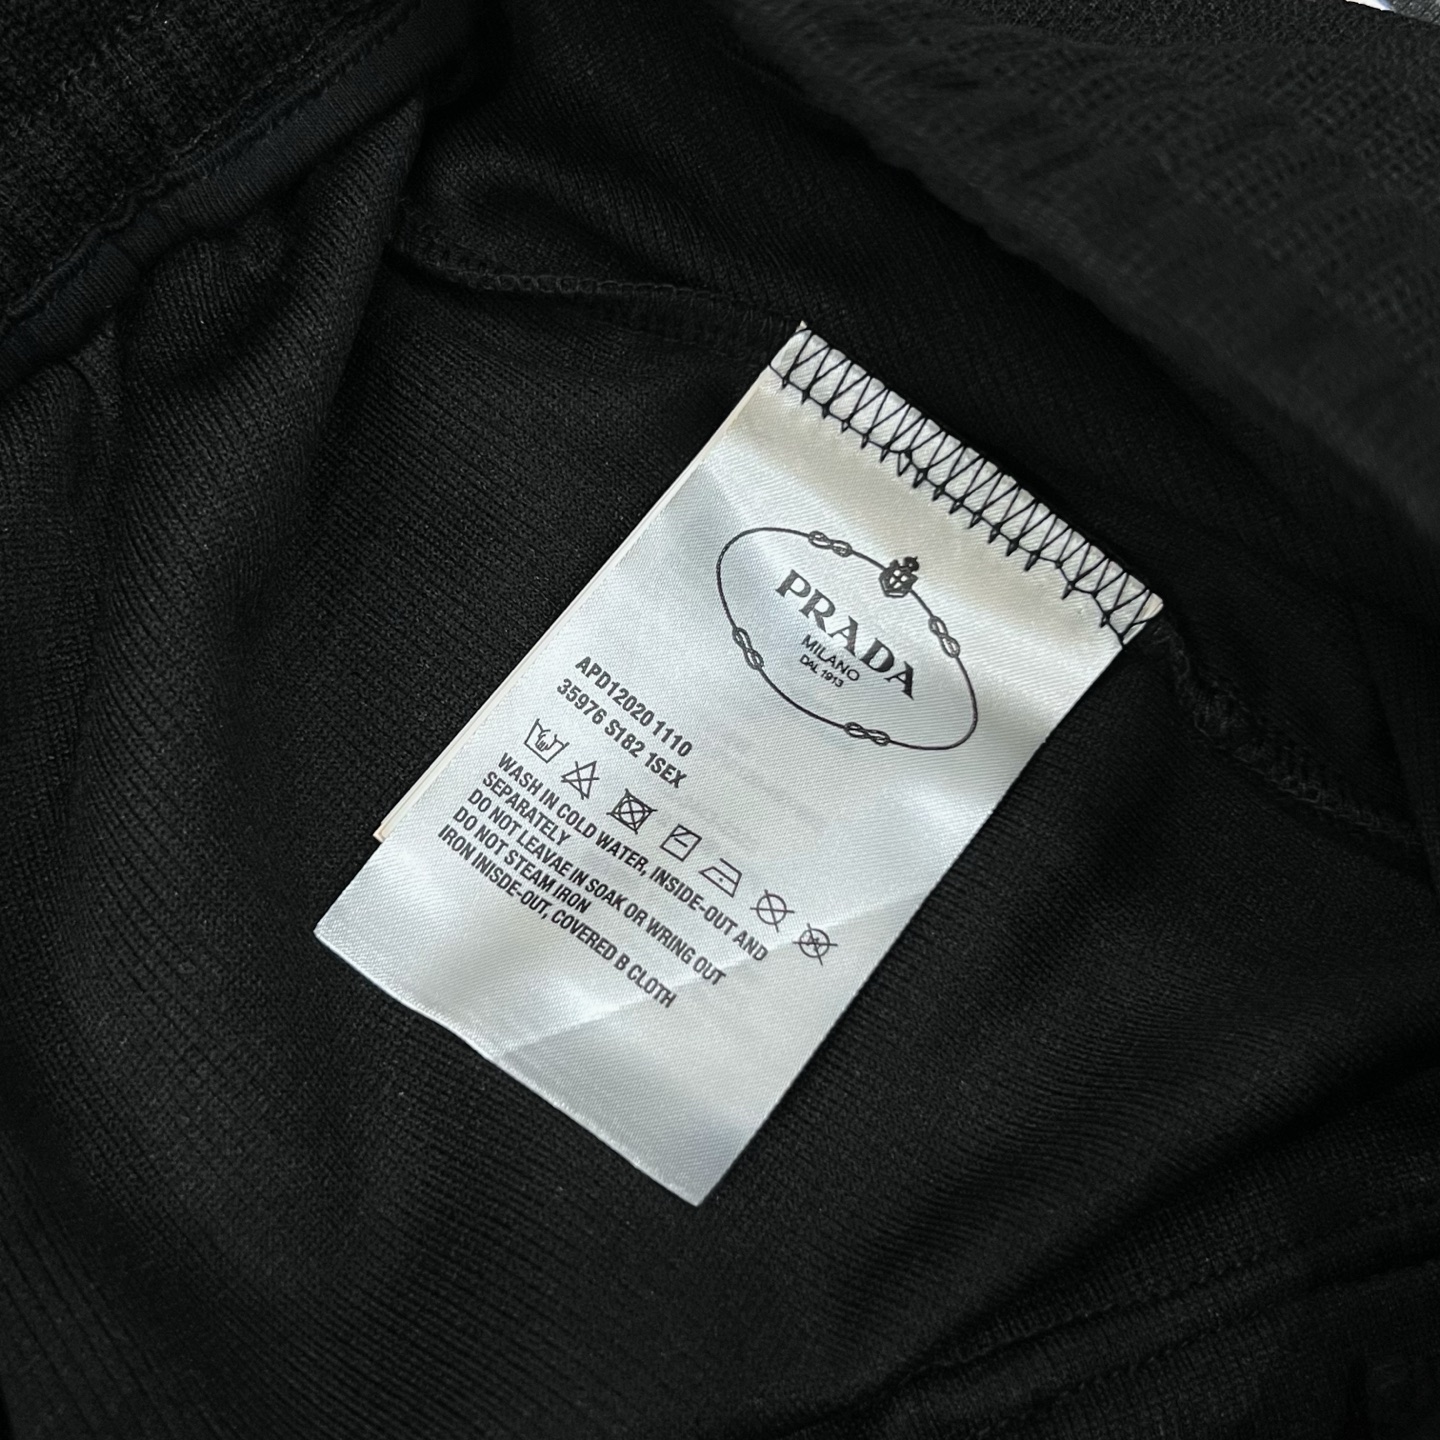 PRADA
MILANO
DAL 1913
APD12020 1110
35976 S182 1SEX
WASH IN COLD WATER, INSIDE-OUT AND
SEPARATELY
DO NOT LEAVAE IN SOAK OR WRING OUT
DO NOT STEAM IRON
IRON INISDE-OUT, COVERED B CLOTH